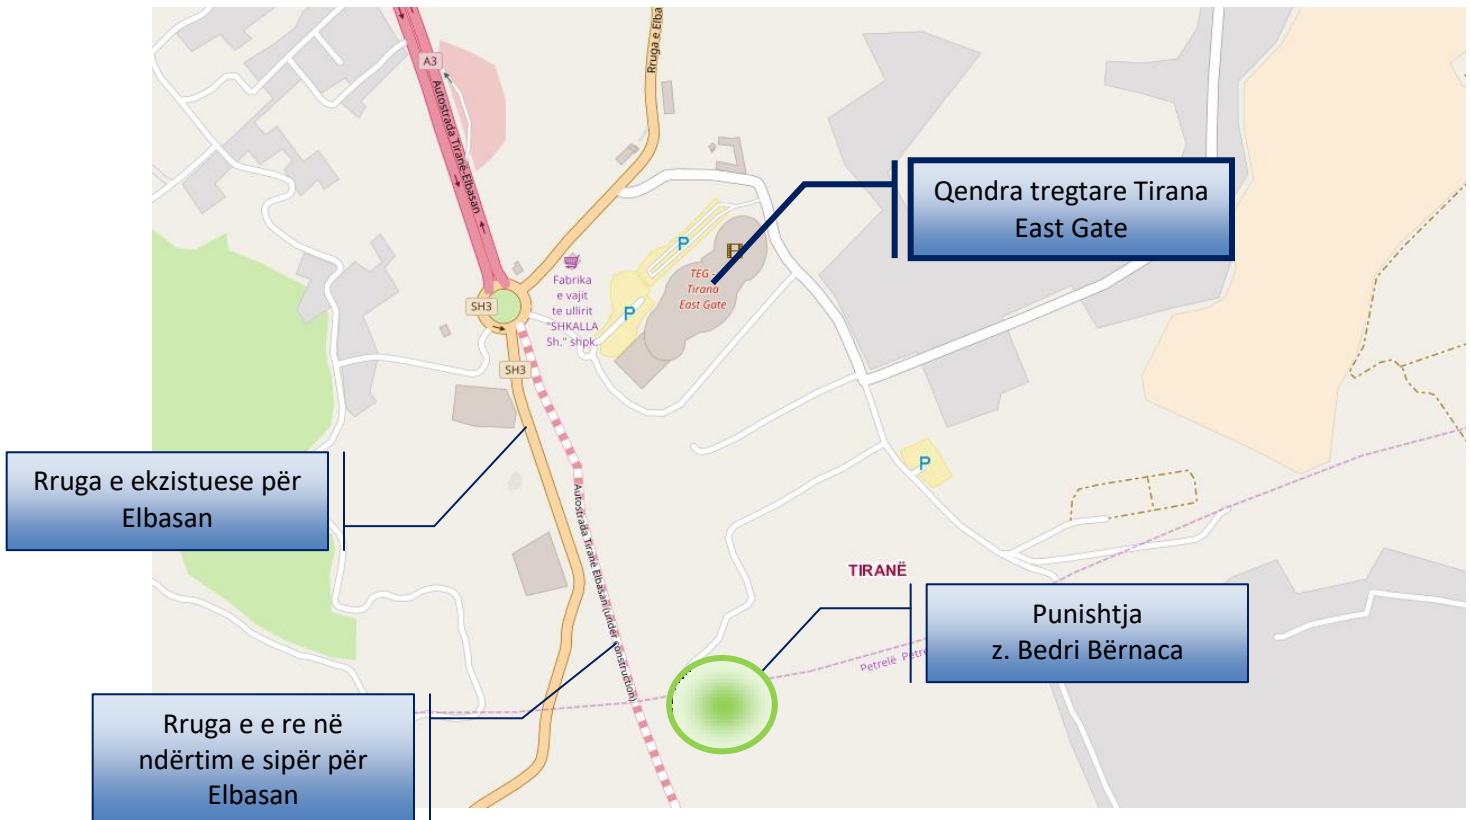 A3
Autostrada Tiranë-Elbasan
Rruga e Elba
Qendra tregtare Tirana
East Gate
P
TEG -
Tirana
East Gate
Fabrika
e vajit
te ullirit
"SHKALLA
Sh." shpk.
P
SH3
SH3
Rruga e ekzistuese për
Elbasan
P
Autostrada Tiranë Elbasan (under construction)
TIRANË
Punishtja
z. Bedri Bërnaca
Petrelë Petre
Rruga e e re në
ndërtim e sipër për
Elbasan